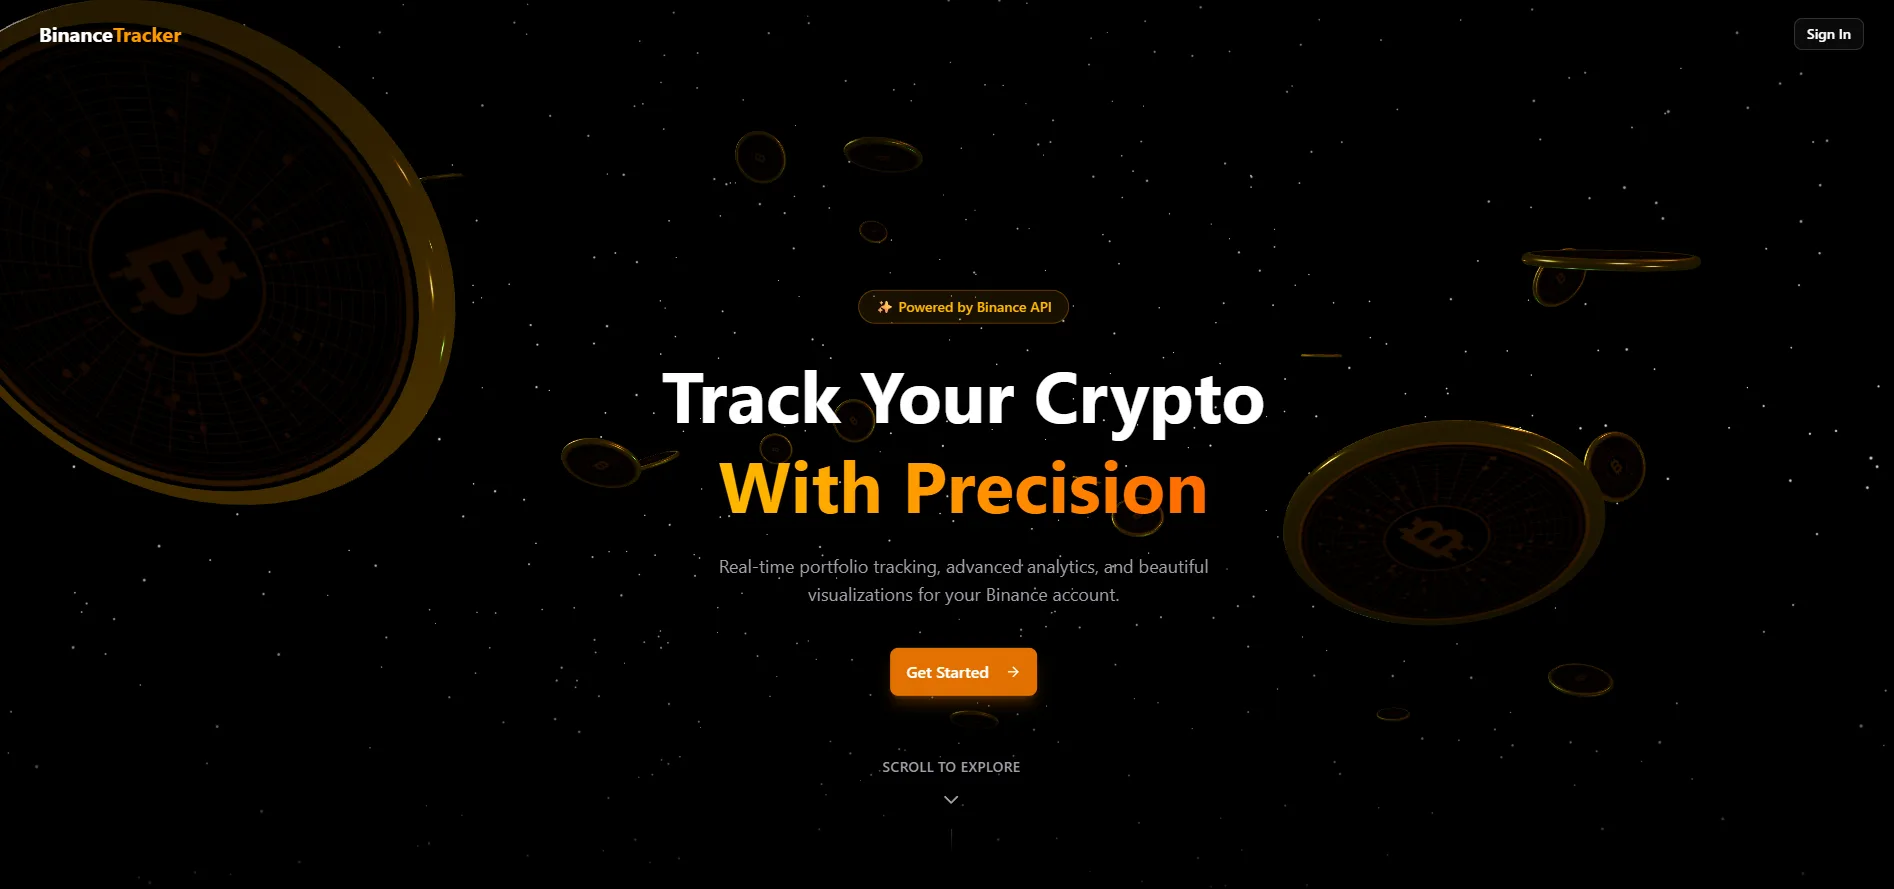 BinanceTracker
Sign In
✨ Powered by Binance API
Track Your Crypto
With Precision
Real-time portfolio tracking, advanced analytics, and beautiful
visualizations for your Binance account.
Get Started →
SCROLL TO EXPLORE